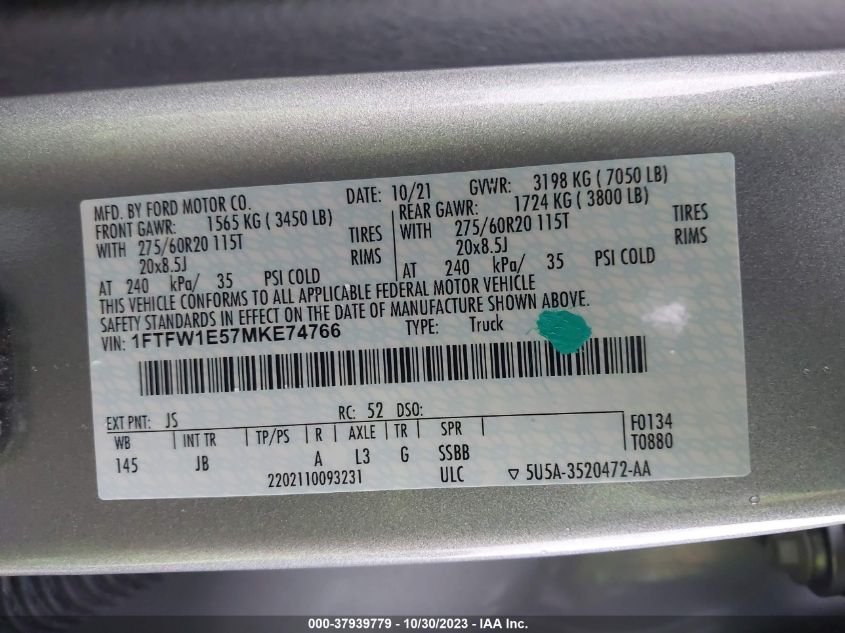 MFD. BY FORD MOTOR CO. DATE: 10/21 GVWR: 3198 KG ( 7050 LB)
FRONT GAWR: 1565 KG ( 3450 LB) REAR GAWR: 1724 KG ( 3800 LB)
WITH 275/60R20 115T TIRES WITH 275/60R20 115T TIRES
20x8.5J RIMS 20x8.5J RIMS
AT 240 kPa/ 35 PSI COLD AT 240 kPa/ 35 PSI COLD
THIS VEHICLE CONFORMS TO ALL APPLICABLE FEDERAL MOTOR VEHICLE
SAFETY STANDARDS IN EFFECT ON THE DATE OF MANUFACTURE SHOWN ABOVE.
VIN: 1FTFW1E57MKE74766 TYPE: Truck
EXT PNT: JS RC: 52 DSO: F0134
WB INT TR TP/PS R AXLE TR SPR T0880
145 JB A L3 G SSBB
2202110093231 ULC ▽ 5U5A-3520472-AA
000-37939779 - 10/30/2023 - IAA Inc.